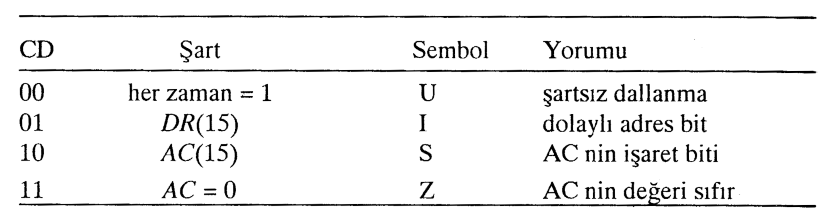 CD Şart Sembol Yorumu
00 her zaman = 1 U şartsız dallanma
01 DR(15) I dolaylı adres bit
10 AC(15) S AC nin işaret biti
11 AC = 0 Z AC nin değeri sıfır